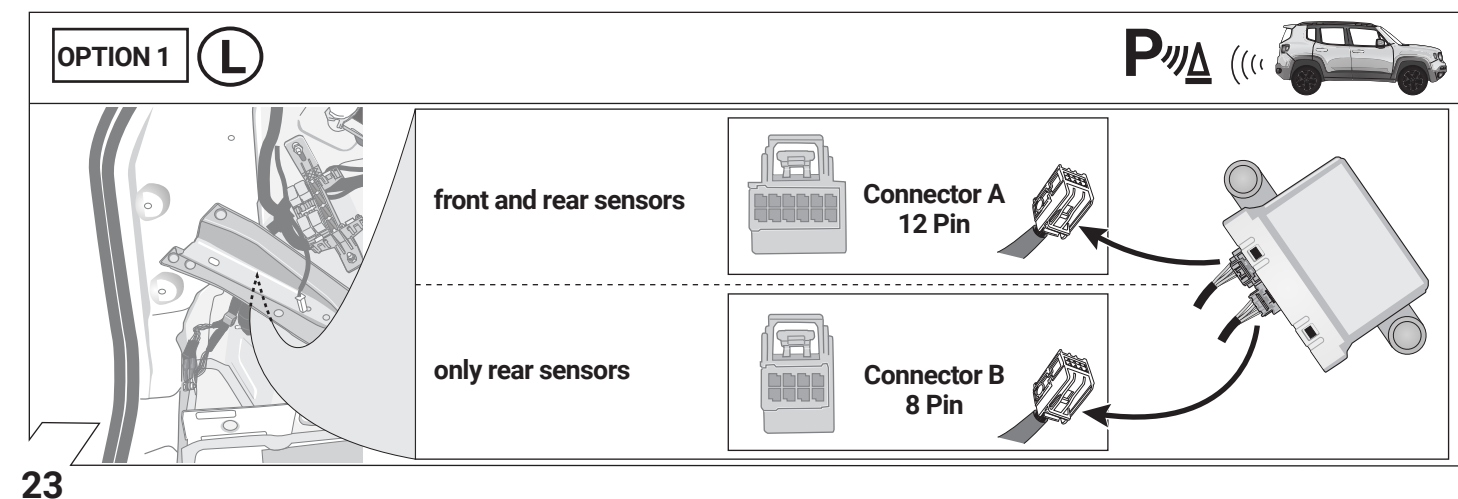 OPTION 1
L
P
front and rear sensors
Connector A
12 Pin
only rear sensors
Connector B
8 Pin
23